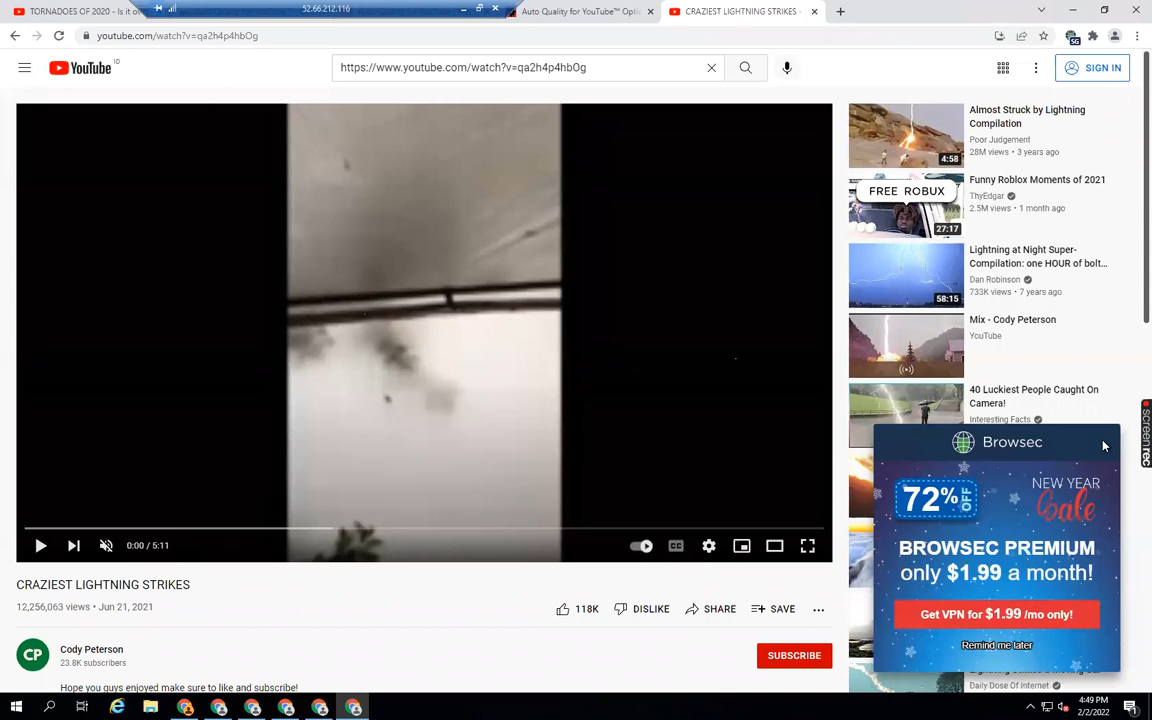 TORNADOES OF 2020 - Is it ov
52.66.212.116
Auto Quality for YouTube™ Opti
CRAZIEST LIGHTNING STRIKES -
youtube.com/watch?v=qa2h4p4hbOg
YouTube ID
https://www.youtube.com/watch?v=qa2h4p4hbOg
SIGN IN
Almost Struck by Lightning
Compilation
Poor Judgement
28M views • 3 years ago
4:58
FREE ROBUX
27:17
Funny Roblox Moments of 2021
ThyEdgar
2.5M views • 1 month ago
58:15
Lightning at Night Super-
Compilation: one HOUR of bolt...
Dan Robinson
733K views • 7 years ago
Mix - Cody Peterson
YouTube
40 Luckiest People Caught On
Camera!
Interesting Facts
screenrec
Browsec
72% OFF
NEW YEAR
Sale
BROWSEC PREMIUM
only $1.99 a month!
Get VPN for $1.99 /mo only!
Remind me later
Daily Dose Of Internet
0:00 / 5:11
CC
CRAZIEST LIGHTNING STRIKES
12,256,063 views • Jun 21, 2021
118K
DISLIKE
SHARE
SAVE
CP
Cody Peterson
23.8K subscribers
SUBSCRIBE
Hope you guys enjoyed make sure to like and subscribe!
4:49 PM
2/2/2022